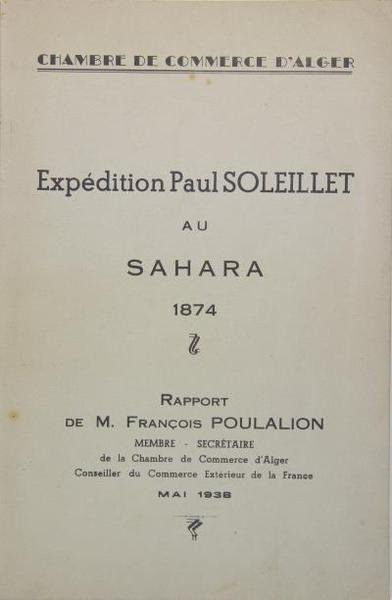 CHAMBRE DE COMMERCE D'ALGER
Expédition Paul SOLEILLET
AU
SAHARA
1874
RAPPORT
DE M. FRANÇOIS POULALION
MEMBRE - SECRÉTAIRE
de la Chambre de Commerce d'Alger
Conseiller du Commerce Extérieur de la France
MAI 1938